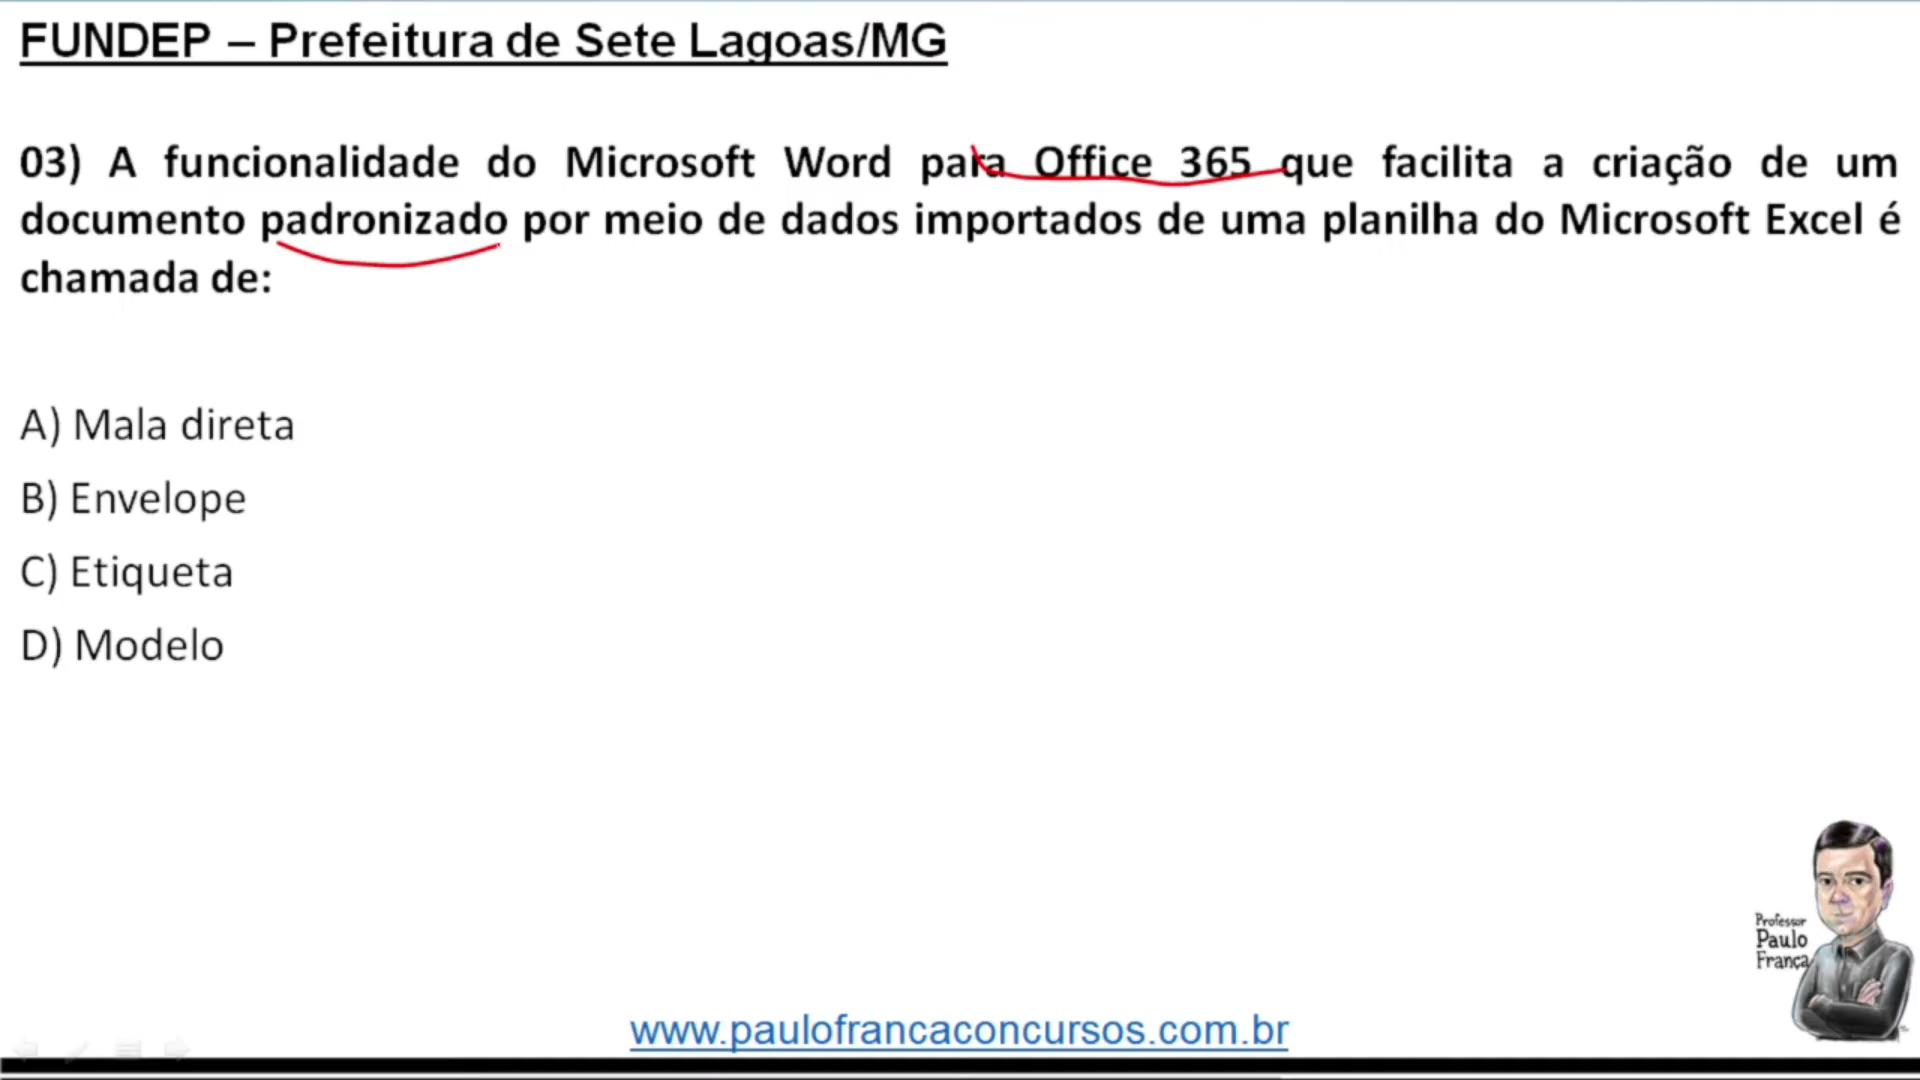 FUNDEP – Prefeitura de Sete Lagoas/MG
03) A funcionalidade do Microsoft Word para Office 365 que facilita a criação de um
documento padronizado por meio de dados importados de uma planilha do Microsoft Excel é
chamada de:
A) Mala direta
B) Envelope
C) Etiqueta
D) Modelo
Professor
Paulo
França
www.paulofrancaconcursos.com.br